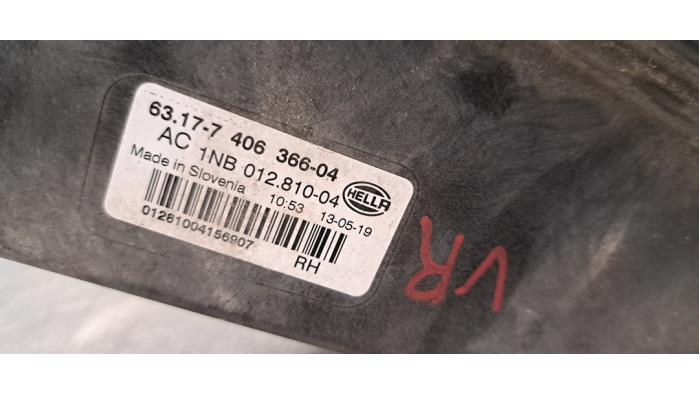 63.17-7 406 366-04
AC 1NB 012.810-04
HELLA
Made in Slovenia 10:53 13-05-19
01281004156907
RH
VR